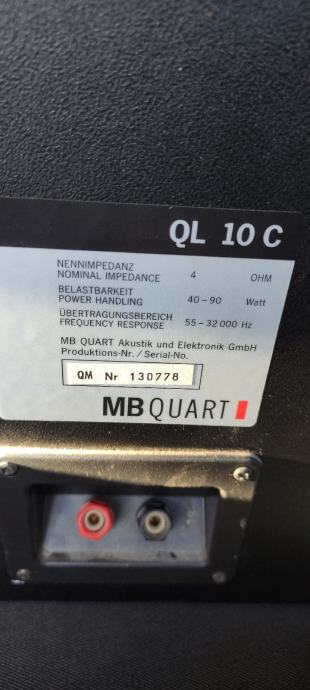 QL 10 C
NENNIMPEDANZ
NOMINAL IMPEDANCE 4 OHM
BELASTBARKEIT
POWER HANDLING 40-90 Watt
ÜBERTRAGUNGSBEREICH
FREQUENCY RESPONSE 55-32 000 Hz
MB QUART Akustik und Elektronik GmbH
Produktions-Nr. / Serial-No.
QM Nr 130778
MB QUART